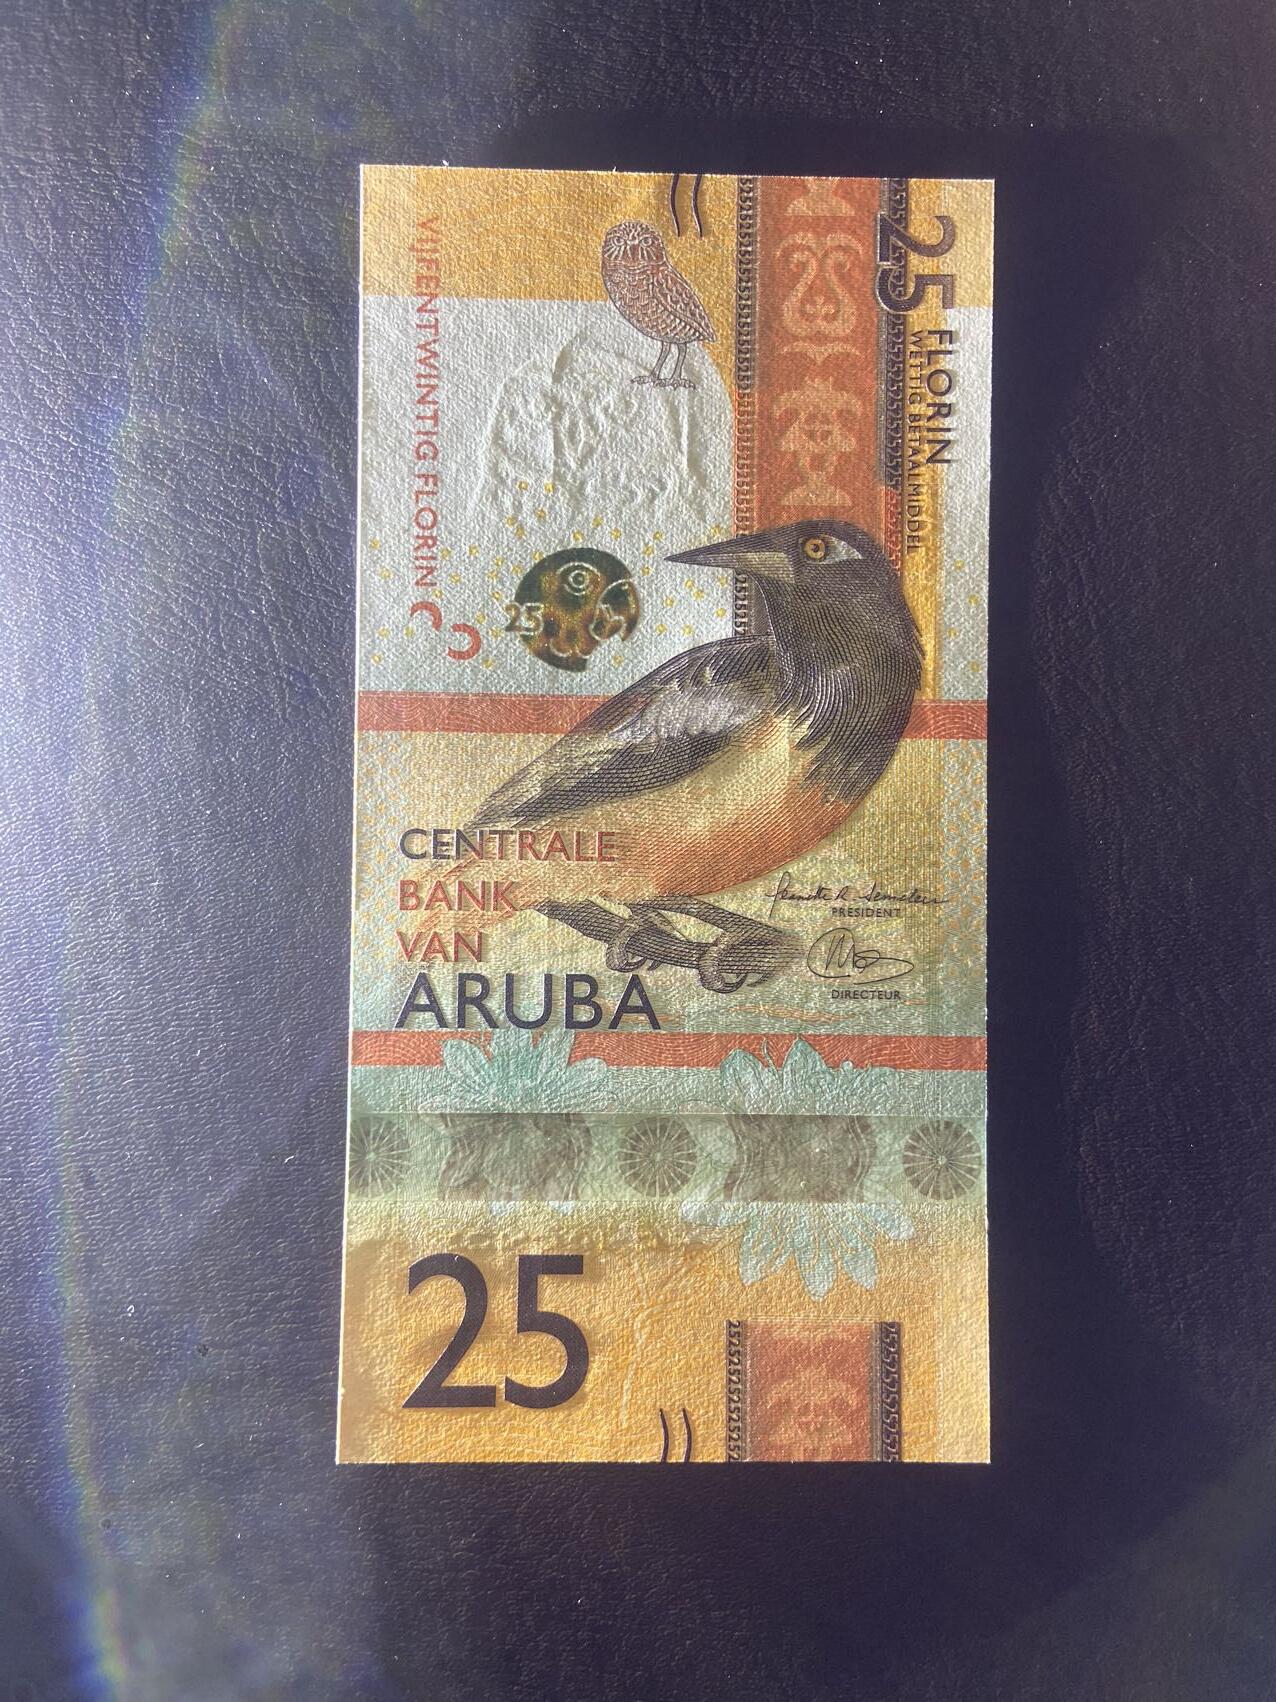 25 FLORIN
WETTIG BETAALMIDDEL
VIJFENTWINTIG FLORIN
25
CENTRALE
BANK
VAN
ARUBA
PRESIDENT
DIRECTEUR
25